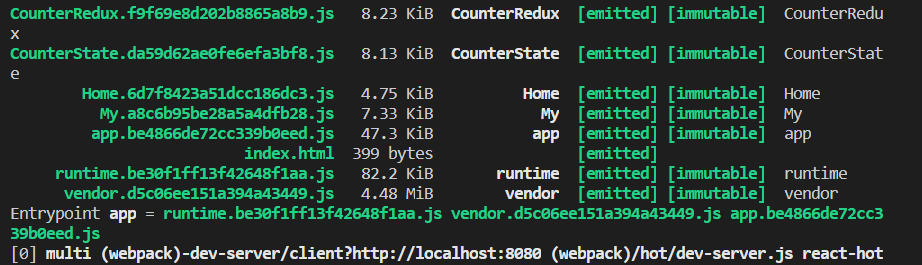 CounterRedux.f9f69e8d202b8865a8b9.js 8.23 KiB CounterRedux [emitted] [immutable] CounterRedu
x
CounterState.da59d62ae0fe6efa3bf8.js 8.13 KiB CounterState [emitted] [immutable] CounterStat
e
Home.6d7f8423a51dcc186dc3.js 4.75 KiB Home [emitted] [immutable] Home
My.a8c6b95be28a5a4dfb28.js 7.33 KiB My [emitted] [immutable] My
app.be4866de72cc339b0eed.js 47.3 KiB app [emitted] [immutable] app
index.html 399 bytes [emitted]
runtime.be30f1ff13f42648f1aa.js 82.2 KiB runtime [emitted] [immutable] runtime
vendor.d5c06ee151a394a43449.js 4.48 MiB vendor [emitted] [immutable] vendor
Entrypoint app = runtime.be30f1ff13f42648f1aa.js vendor.d5c06ee151a394a43449.js app.be4866de72cc3
39b0eed.js
[0] multi (webpack)-dev-server/client?http://localhost:8080 (webpack)/hot/dev-server.js react-hot